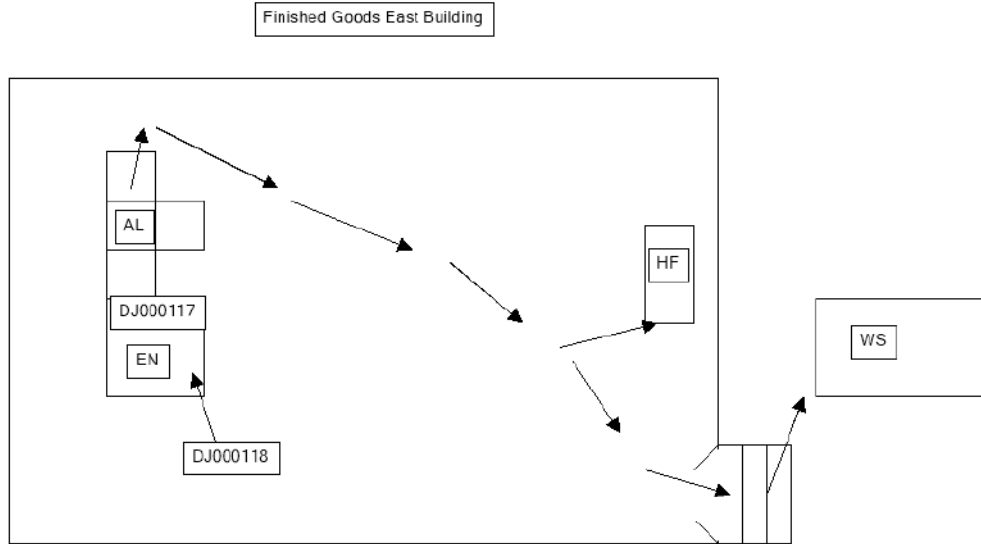 Finished Goods East Building
AL
HF
DJ000117
WS
EN
DJ000118